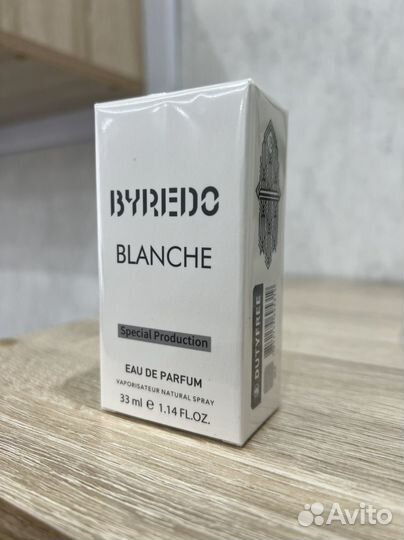 BYREDO
BLANCHE
Special Production
EAU DE PARFUM
VAPORISATEUR NATURAL SPRAY
33 ml ℮ 1.14 FL.OZ.
DUTYFREE
Avito